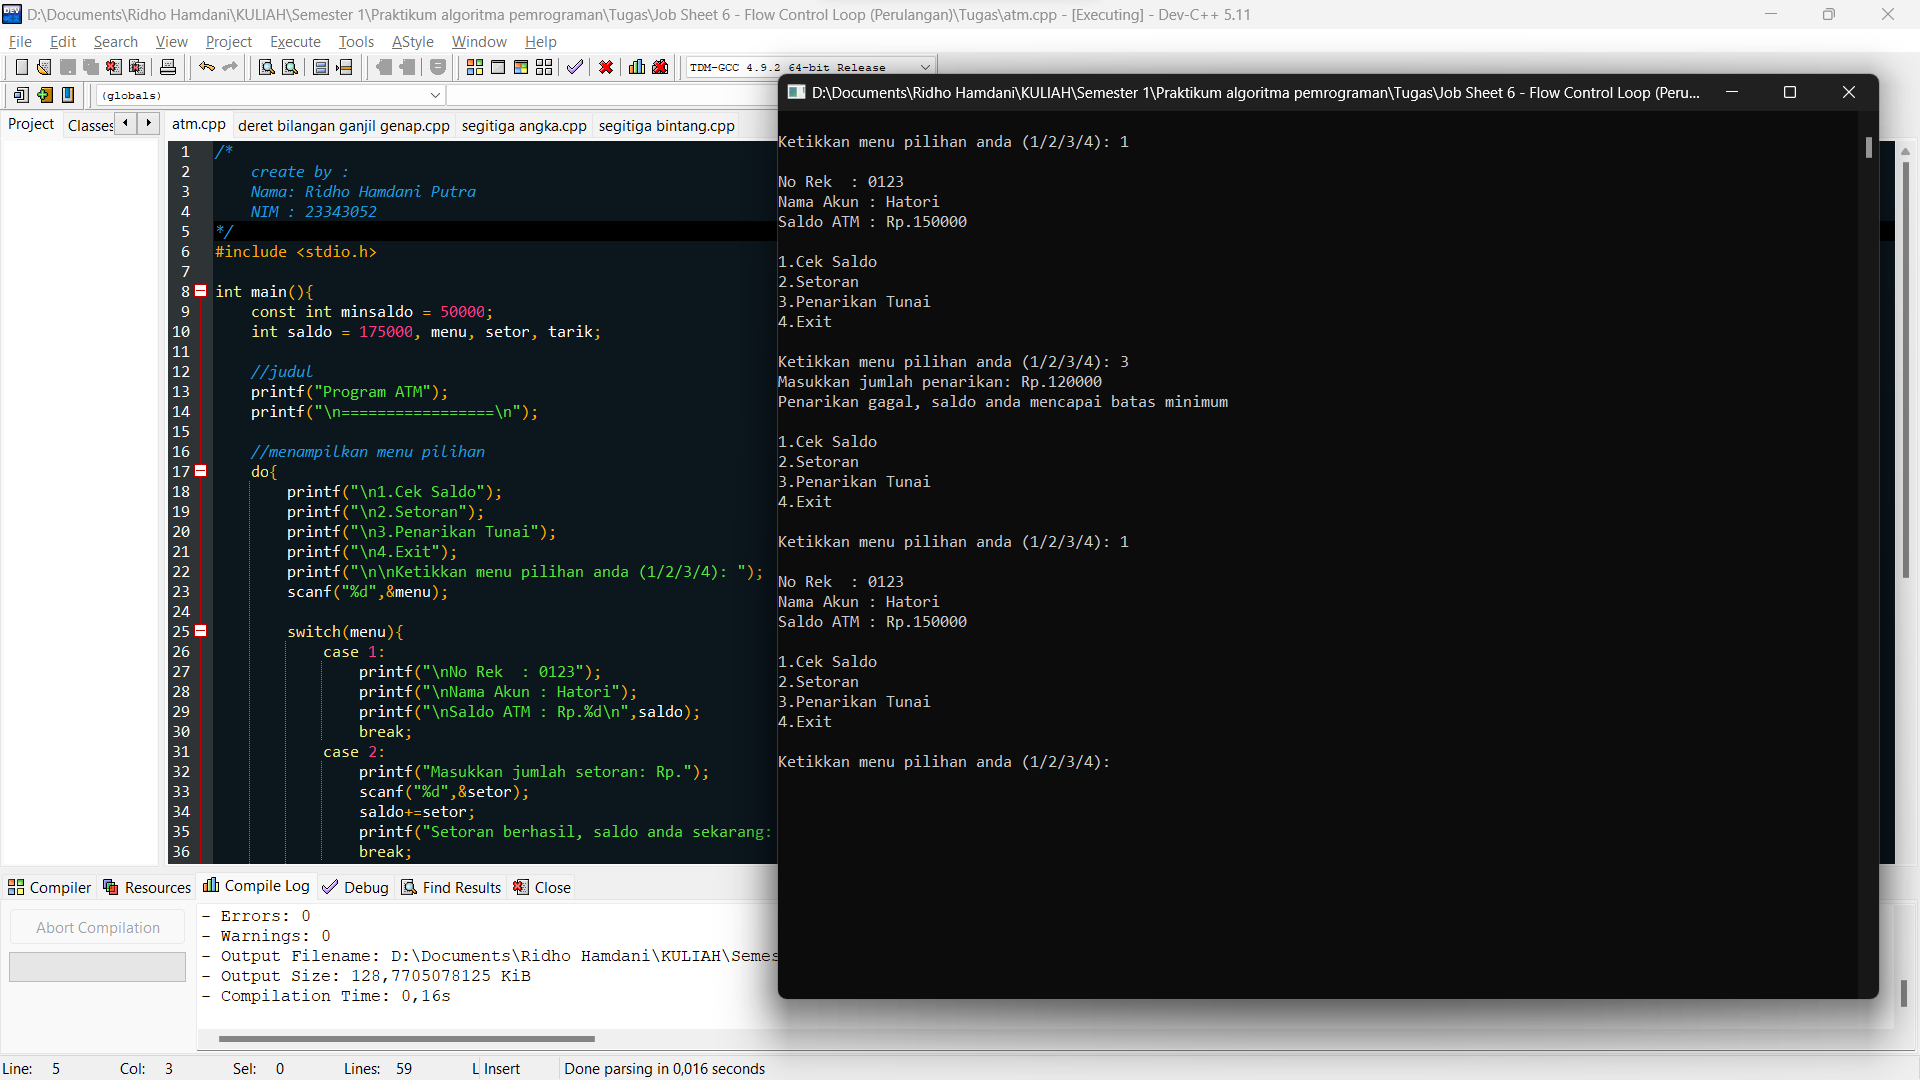 D:\Documents\Ridho Hamdani\KULIAH\Semester 1\Praktikum algoritma pemrograman\Tugas\Job Sheet 6 - Flow Control Loop (Perulangan)\Tugas\atm.cpp - [Executing] - Dev-C++ 5.11
File Edit Search View Project Execute Tools AStyle Window Help
TDM-GCC 4.9.2 64-bit Release
(globals)
Project Classes
atm.cpp deret bilangan ganjil genap.cpp segitiga angka.cpp segitiga bintang.cpp
1 /*
2 create by :
3 Nama: Ridho Hamdani Putra
4 NIM : 23343052
5 */
6 #include <stdio.h>
7
8 int main(){
9 const int minsaldo = 50000;
10 int saldo = 175000, menu, setor, tarik;
11
12 //judul
13 printf("Program ATM");
14 printf("\n=================\n");
15
16 //menampilkan menu pilihan
17 do{
18 printf("\n1.Cek Saldo");
19 printf("\n2.Setoran");
20 printf("\n3.Penarikan Tunai");
21 printf("\n4.Exit");
22 printf("\n\nKetikkan menu pilihan anda (1/2/3/4): ");
23 scanf("%d",&menu);
24
25 switch(menu){
26 case 1:
27 printf("\nNo Rek  : 0123");
28 printf("\nNama Akun : Hatori");
29 printf("\nSaldo ATM : Rp.%d\n",saldo);
30 break;
31 case 2:
32 printf("Masukkan jumlah setoran: Rp.");
33 scanf("%d",&setor);
34 saldo+=setor;
35 printf("Setoran berhasil, saldo anda sekarang:
36 break;
D:\Documents\Ridho Hamdani\KULIAH\Semester 1\Praktikum algoritma pemrograman\Tugas\Job Sheet 6 - Flow Control Loop (Peru...
Ketikkan menu pilihan anda (1/2/3/4): 1
No Rek  : 0123
Nama Akun : Hatori
Saldo ATM : Rp.150000
1.Cek Saldo
2.Setoran
3.Penarikan Tunai
4.Exit
Ketikkan menu pilihan anda (1/2/3/4): 3
Masukkan jumlah penarikan: Rp.120000
Penarikan gagal, saldo anda mencapai batas minimum
1.Cek Saldo
2.Setoran
3.Penarikan Tunai
4.Exit
Ketikkan menu pilihan anda (1/2/3/4): 1
No Rek  : 0123
Nama Akun : Hatori
Saldo ATM : Rp.150000
1.Cek Saldo
2.Setoran
3.Penarikan Tunai
4.Exit
Ketikkan menu pilihan anda (1/2/3/4):
Compiler Resources Compile Log Debug Find Results Close
Abort Compilation
- Errors: 0
- Warnings: 0
- Output Filename: D:\Documents\Ridho Hamdani\KULIAH\Semes
- Output Size: 128,7705078125 KiB
- Compilation Time: 0,16s
Line: 5 Col: 3 Sel: 0 Lines: 59 L Insert Done parsing in 0,016 seconds